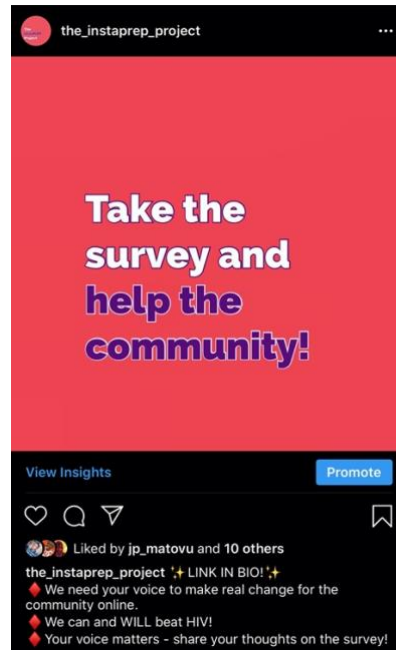 the_instaprep_project
Take the
survey and
help the
community!
View Insights
Promote
Liked by jp_matovu and 10 others
the_instaprep_project ✨LINK IN BIO!✨
♦️We need your voice to make real change for the
community online.
♦️We can and WILL beat HIV!
♦️Your voice matters - share your thoughts on the survey!